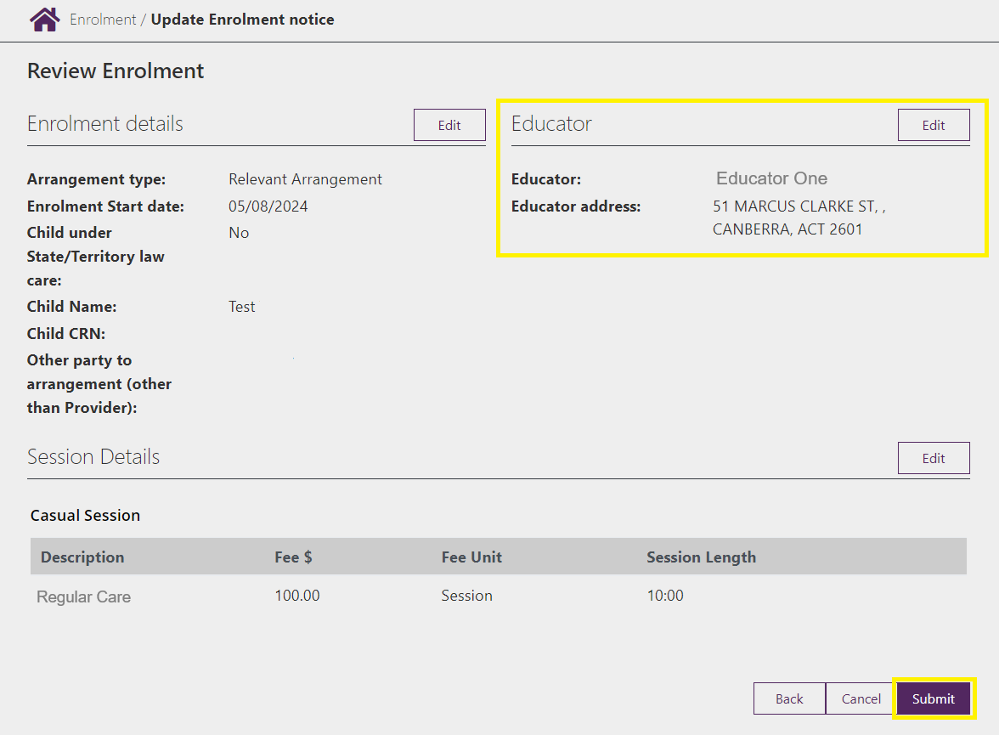 Enrolment / Update Enrolment notice
Review Enrolment
Enrolment details
Edit
Arrangement type: Relevant Arrangement
Enrolment Start date: 05/08/2024
Child under No
State/Territory law
care:
Child Name: Test
Child CRN:
Other party to
arrangement (other
than Provider):
Educator
Edit
Educator: Educator One
Educator address: 51 MARCUS CLARKE ST, ,
CANBERRA, ACT 2601
Session Details
Edit
Casual Session
Description Fee $ Fee Unit Session Length
Regular Care 100.00 Session 10:00
Back Cancel Submit